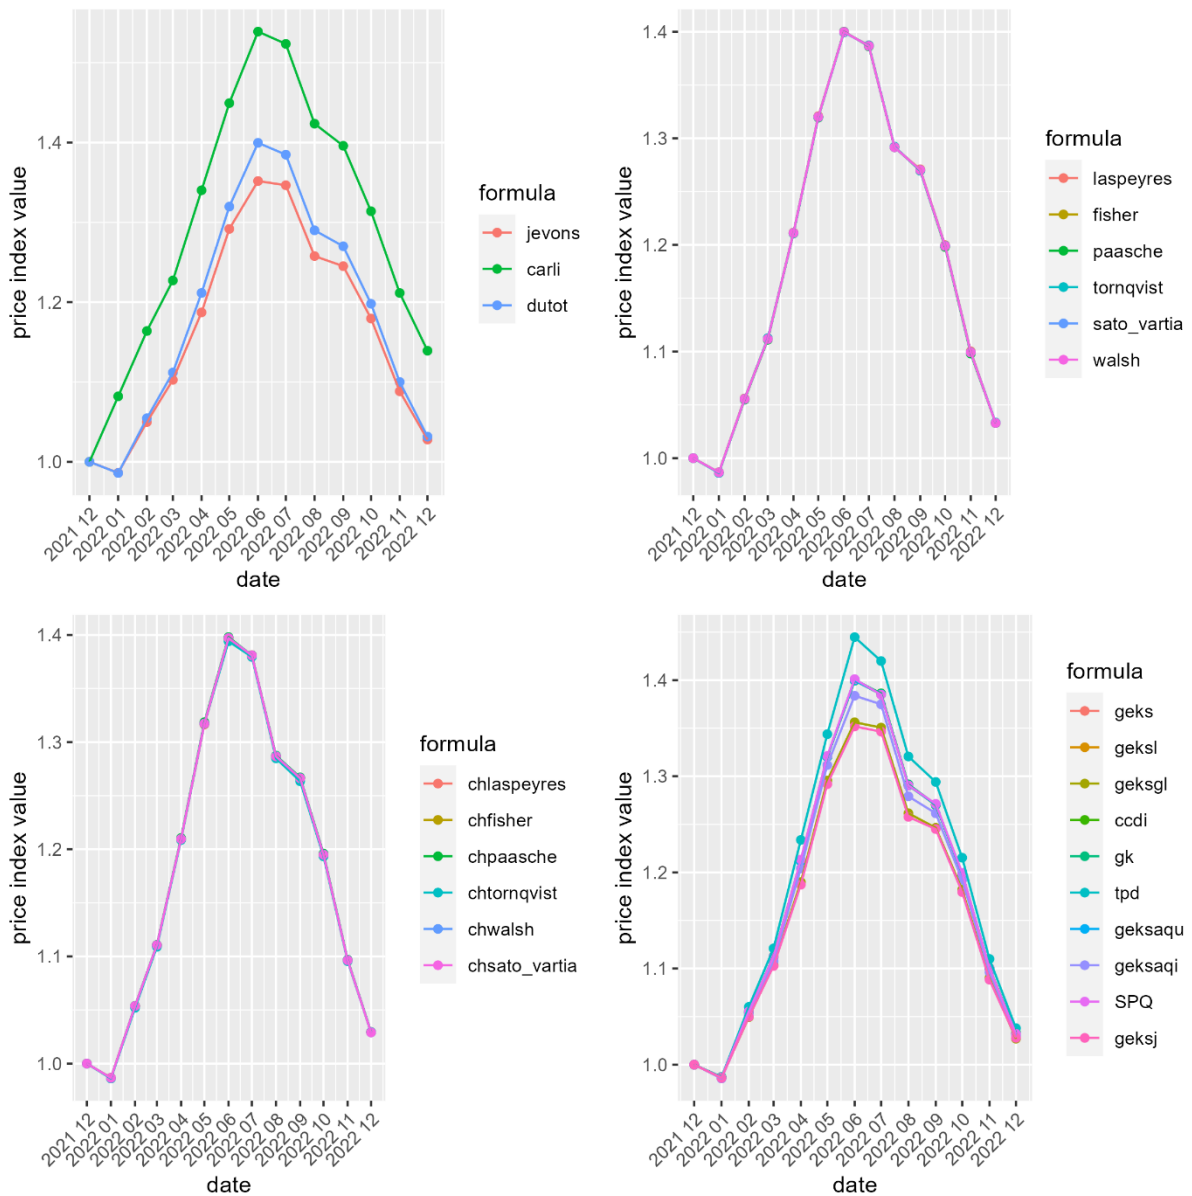 price index value
1.4
1.2
1.0
2021 12
2022 01
2022 02
2022 03
2022 04
2022 05
2022 06
2022 07
2022 08
2022 09
2022 10
2022 11
2022 12
date
formula
jevons
carli
dutot
price index value
1.4
1.3
1.2
1.1
1.0
2021 12
2022 01
2022 02
2022 03
2022 04
2022 05
2022 06
2022 07
2022 08
2022 09
2022 10
2022 11
2022 12
date
formula
laspeyres
fisher
paasche
tornqvist
sato_vartia
walsh
price index value
1.4
1.3
1.2
1.1
1.0
2021 12
2022 01
2022 02
2022 03
2022 04
2022 05
2022 06
2022 07
2022 08
2022 09
2022 10
2022 11
2022 12
date
formula
chlaspeyres
chfisher
chpaasche
chtornqvist
chwalsh
chsato_vartia
price index value
1.4
1.3
1.2
1.1
1.0
2021 12
2022 01
2022 02
2022 03
2022 04
2022 05
2022 06
2022 07
2022 08
2022 09
2022 10
2022 11
2022 12
date
formula
geks
geksl
geksgl
ccdi
gk
tpd
geksaqu
geksaqi
SPQ
geksj